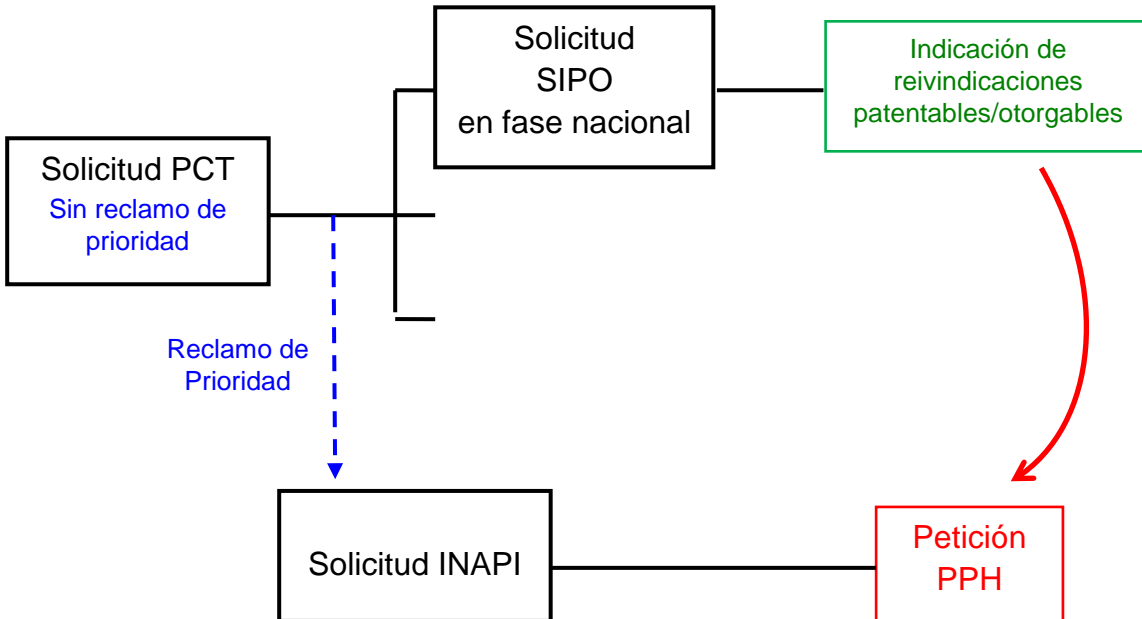 Solicitud
SIPO
en fase nacional
Indicación de
reivindicaciones
patentables/otorgables
Solicitud PCT
Sin reclamo de
prioridad
Reclamo de
Prioridad
Solicitud INAPI
Petición
PPH